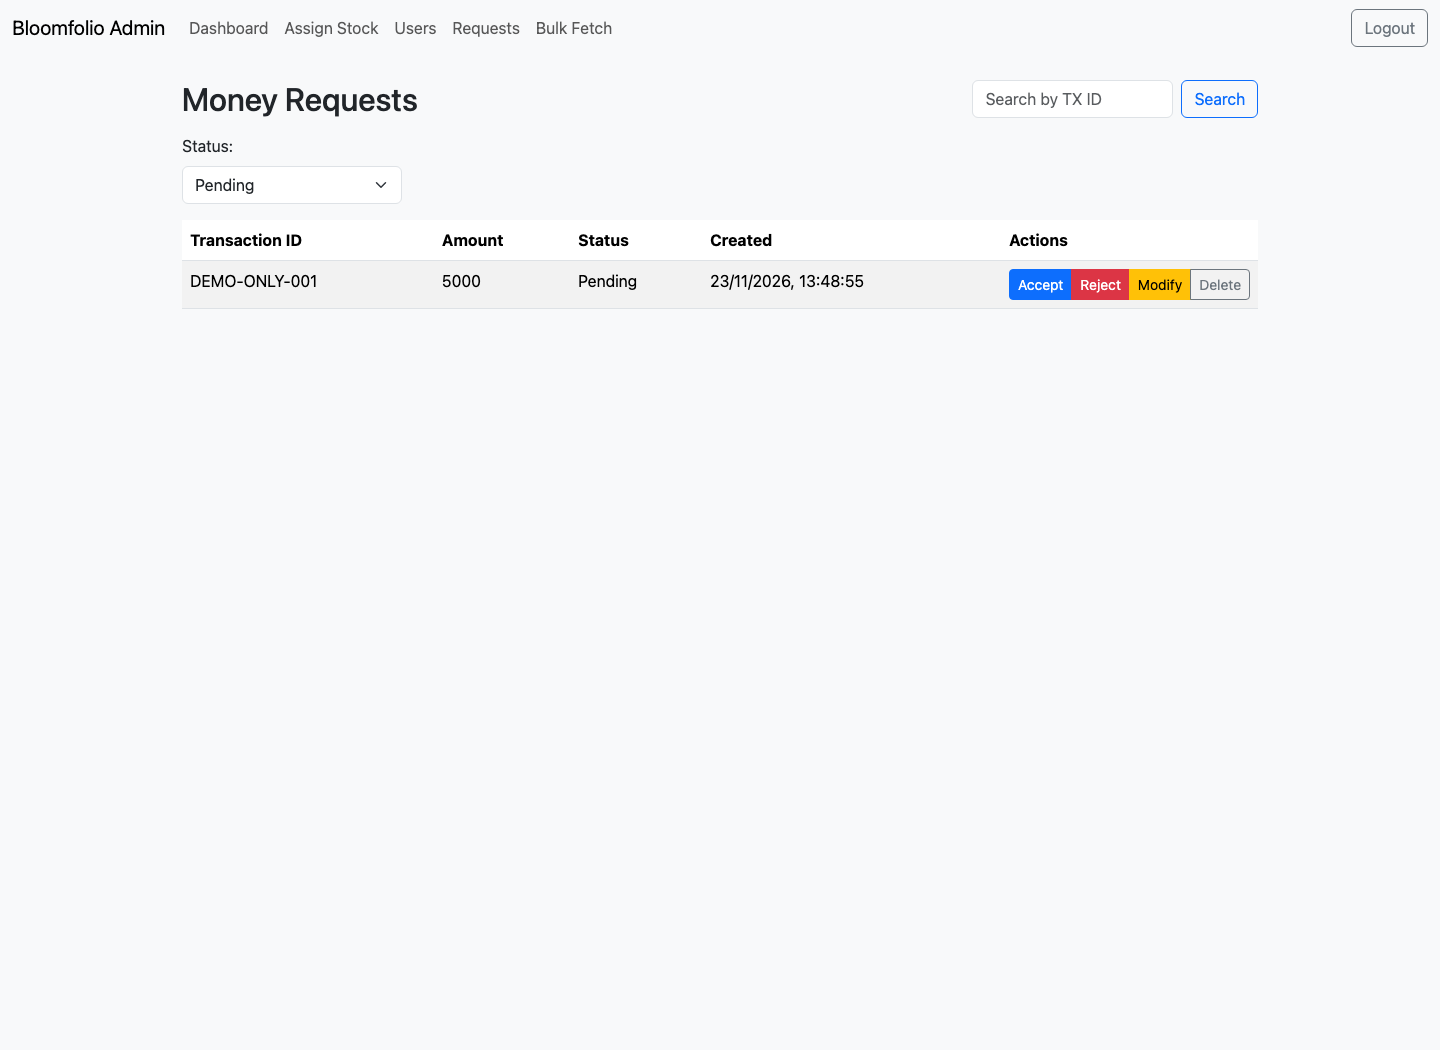 Bloomfolio Admin Dashboard Assign Stock Users Requests Bulk Fetch Logout
Money Requests Search by TX ID Search
Status:
Pending
Transaction ID Amount Status Created Actions
DEMO-ONLY-001 5000 Pending 23/11/2026, 13:48:55 Accept Reject Modify Delete